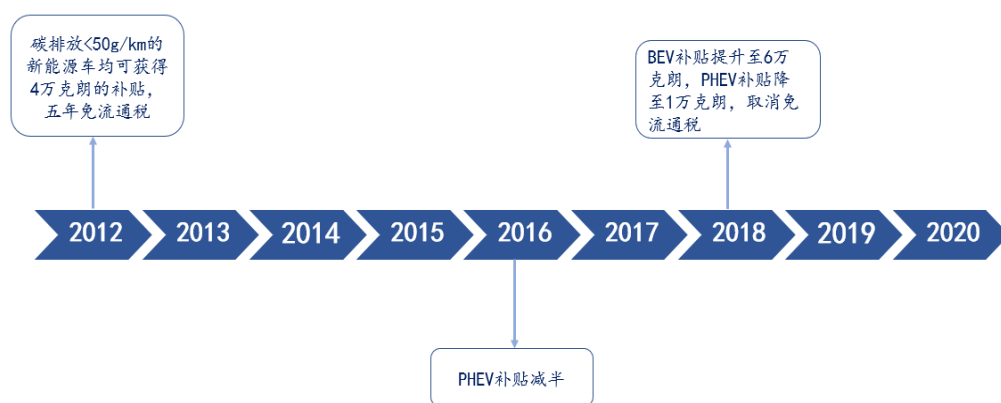 碳排放<50g/km的
新能源车均可获得
4万克朗的补贴，
五年免流通税
BEV补贴提升至6万
克朗，PHEV补贴降
至1万克朗，取消免
流通税
2012
2013
2014
2015
2016
2017
2018
2019
2020
PHEV补贴减半